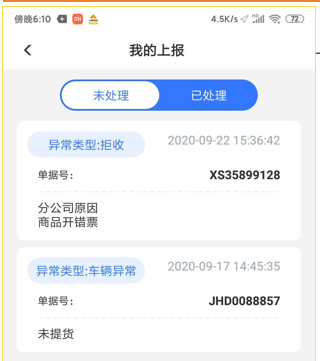 傍晚6:10
4.5K/s
72
我的上报
未处理
已处理
异常类型:拒收
2020-09-22 15:36:42
单据号:
XS35899128
分公司原因
商品开错票
异常类型;车辆异常
2020-09-17 14:45:35
单据号:
JHD0088857
未提货